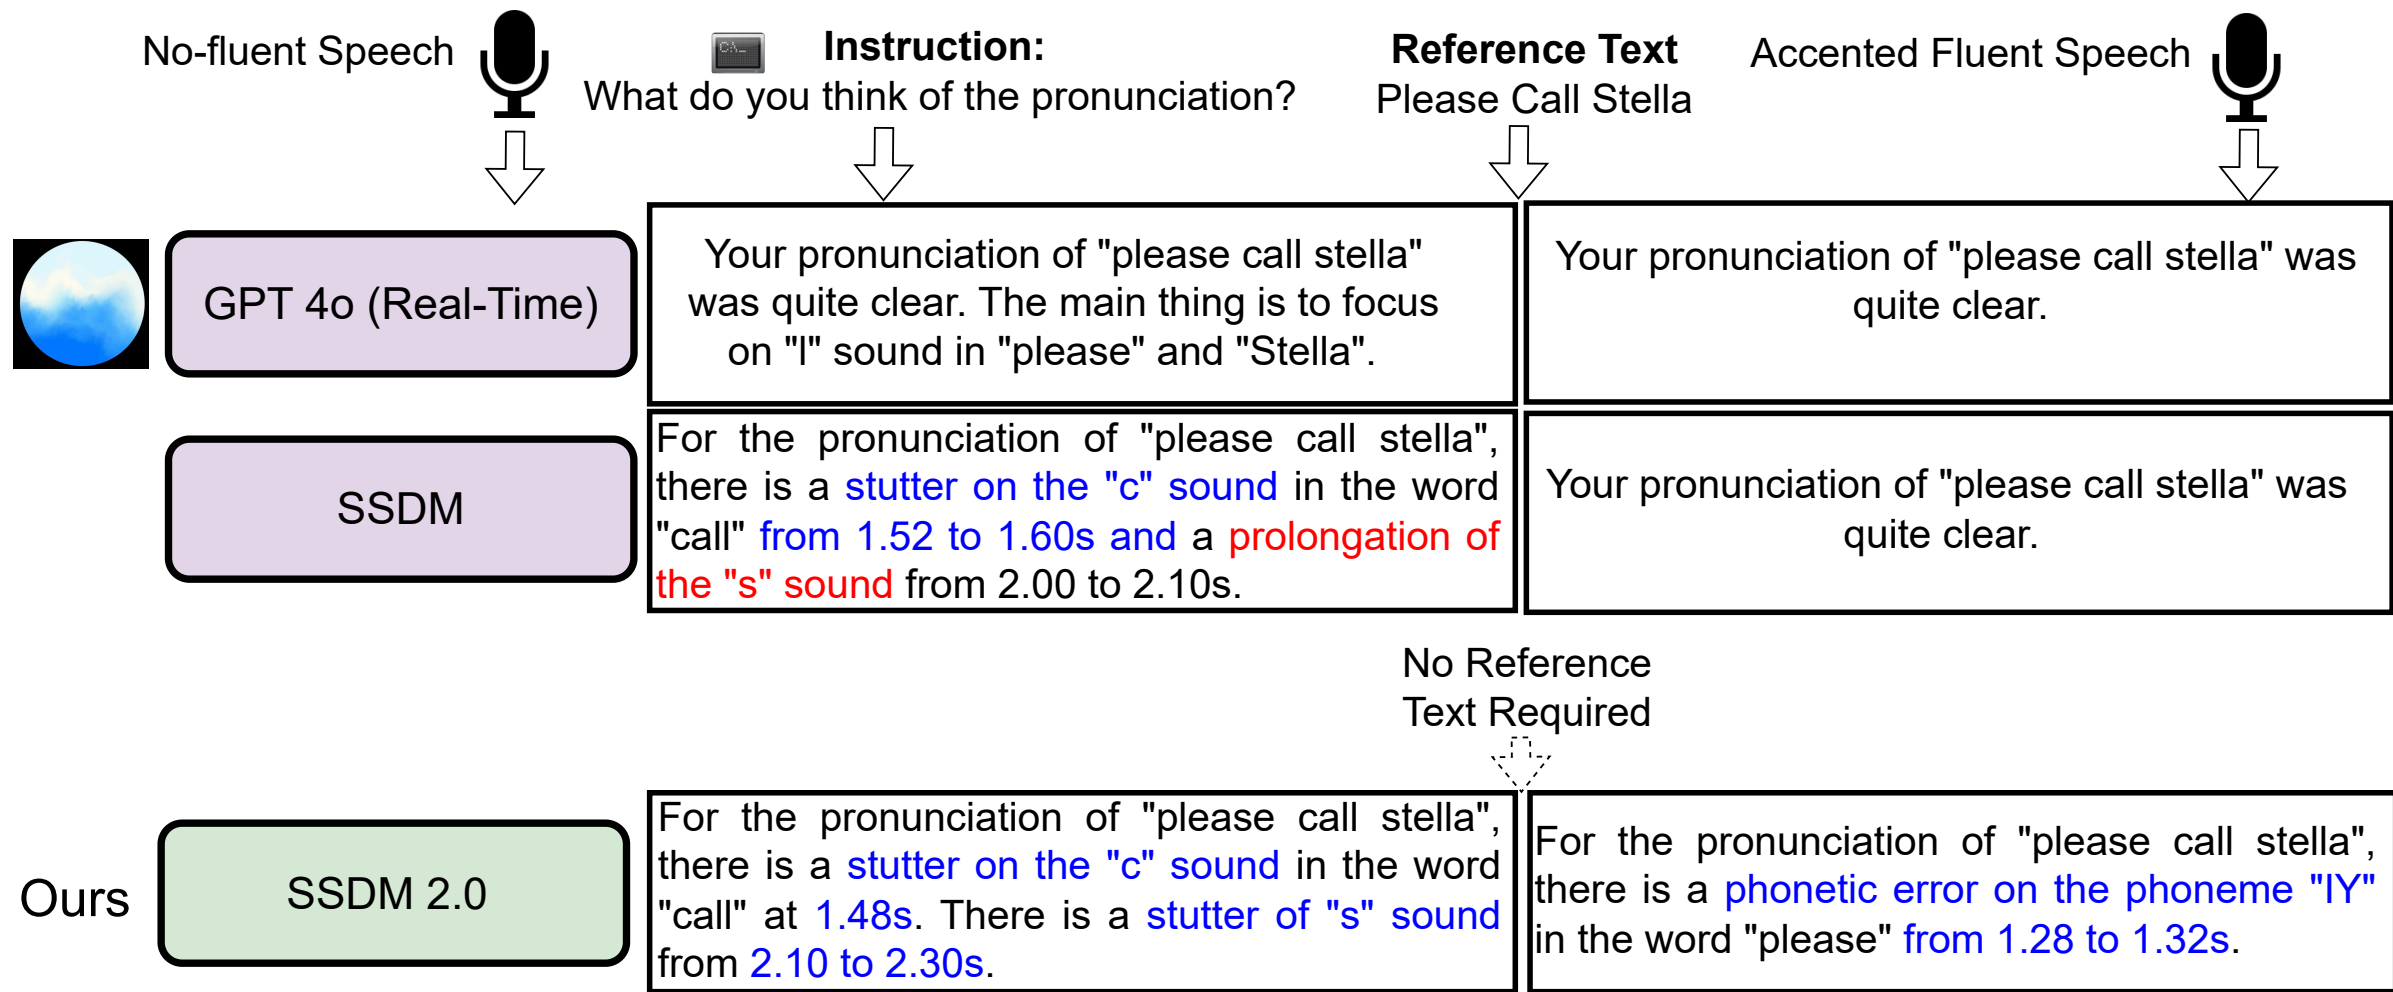 No-fluent Speech
C:\_
Instruction:
What do you think of the pronunciation?
Reference Text
Please Call Stella
Accented Fluent Speech
GPT 4o (Real-Time)
Your pronunciation of "please call stella"
was quite clear. The main thing is to focus
on "l" sound in "please" and "Stella".
Your pronunciation of "please call stella" was
quite clear.
SSDM
For the pronunciation of "please call stella",
there is a stutter on the "c" sound in the word
"call" from 1.52 to 1.60s and a prolongation of
the "s" sound from 2.00 to 2.10s.
Your pronunciation of "please call stella" was
quite clear.
No Reference
Text Required
Ours
SSDM 2.0
For the pronunciation of "please call stella",
there is a stutter on the "c" sound in the word
"call" at 1.48s. There is a stutter of "s" sound
from 2.10 to 2.30s.
For the pronunciation of "please call stella",
there is a phonetic error on the phoneme "IY"
in the word "please" from 1.28 to 1.32s.